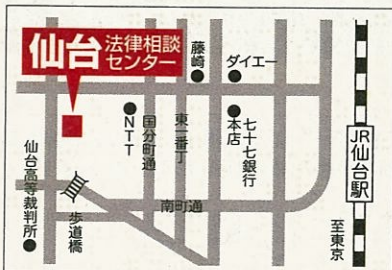 仙台 法律相談
センター
藤崎
ダイエー
NTT
国分町通
東一番丁
七十七銀行
本店
JR仙台駅
至東京
仙台高等裁判所
歩道橋
南町通